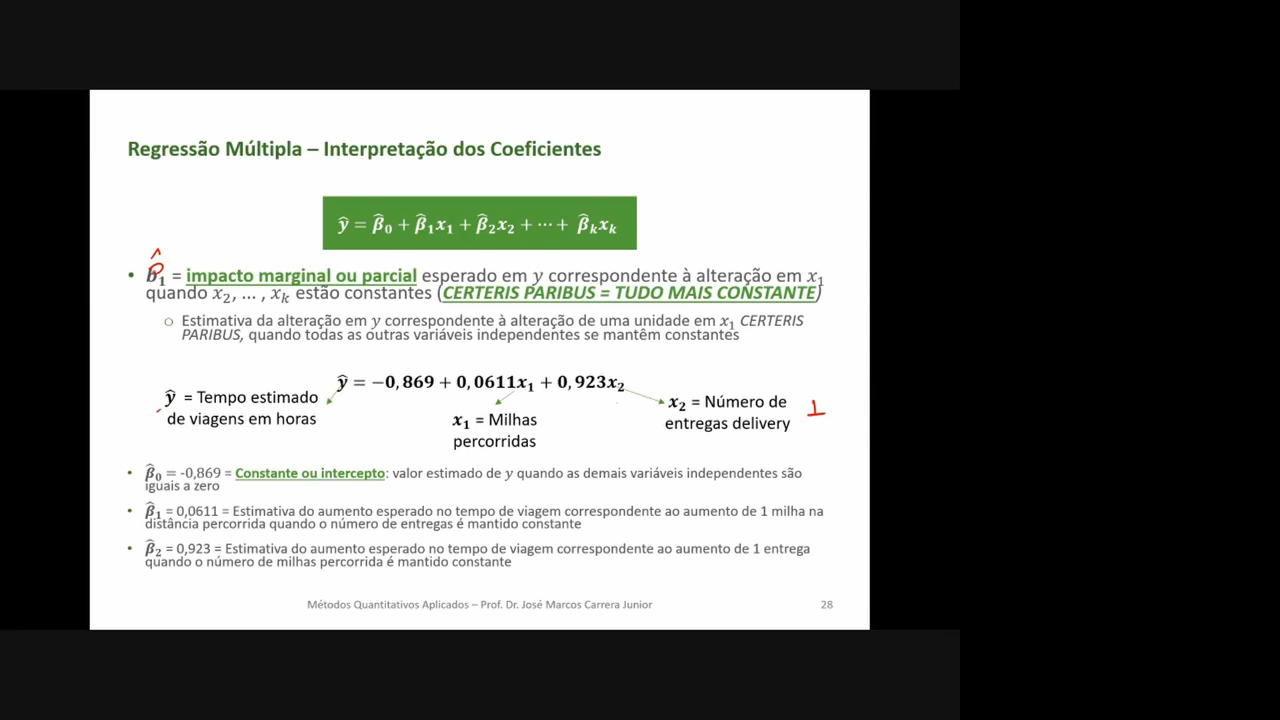 Regressão Múltipla – Interpretação dos Coeficientes
ŷ = β̂₀ + β̂₁x₁ + β̂₂x₂ + ⋯ + β̂ₖxₖ
• b₁ = impacto marginal ou parcial esperado em y correspondente à alteração em x₁
quando x₂, … , xₖ estão constantes (CERTERIS PARIBUS = TUDO MAIS CONSTANTE)
○ Estimativa da alteração em y correspondente à alteração de uma unidade em x₁ CERTERIS
PARIBUS, quando todas as outras variáveis independentes se mantêm constantes
ŷ = −0,869 + 0,0611x₁ + 0,923x₂
ŷ = Tempo estimado
de viagens em horas
x₁ = Milhas
percorridas
x₂ = Número de
entregas delivery
1
• β̂₀ = -0,869 = Constante ou intercepto: valor estimado de y quando as demais variáveis independentes são
iguais a zero
• β̂₁ = 0,0611 = Estimativa do aumento esperado no tempo de viagem correspondente ao aumento de 1 milha na
distância percorrida quando o número de entregas é mantido constante
• β̂₂ = 0,923 = Estimativa do aumento esperado no tempo de viagem correspondente ao aumento de 1 entrega
quando o número de milhas percorrida é mantido constante
Métodos Quantitativos Aplicados – Prof. Dr. José Marcos Carrera Junior
28